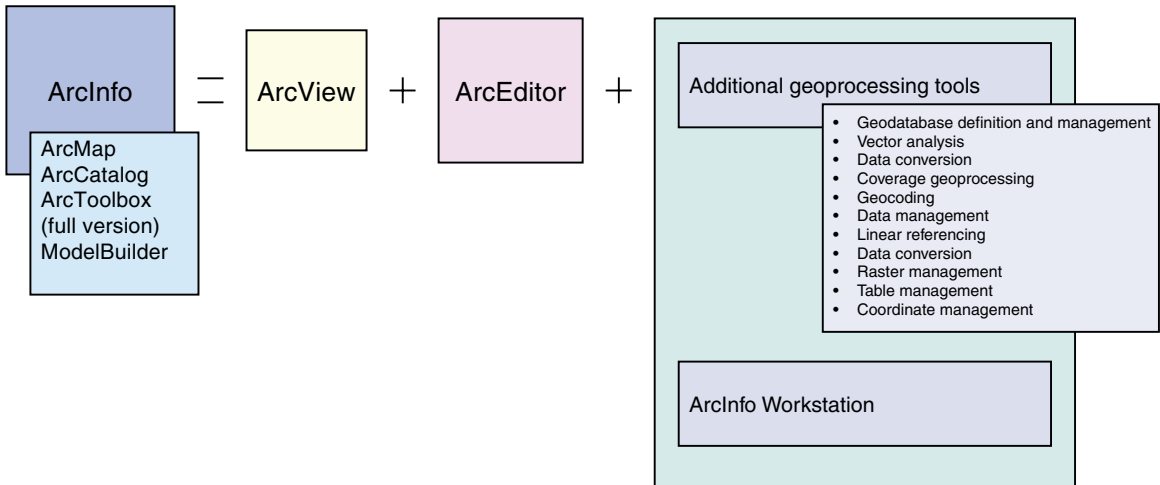 ArcInfo
=
ArcView
+
ArcEditor
+
ArcMap
ArcCatalog
ArcToolbox
(full version)
ModelBuilder
Additional geoprocessing tools
• Geodatabase definition and management
• Vector analysis
• Data conversion
• Coverage geoprocessing
• Geocoding
• Data management
• Linear referencing
• Data conversion
• Raster management
• Table management
• Coordinate management
ArcInfo Workstation